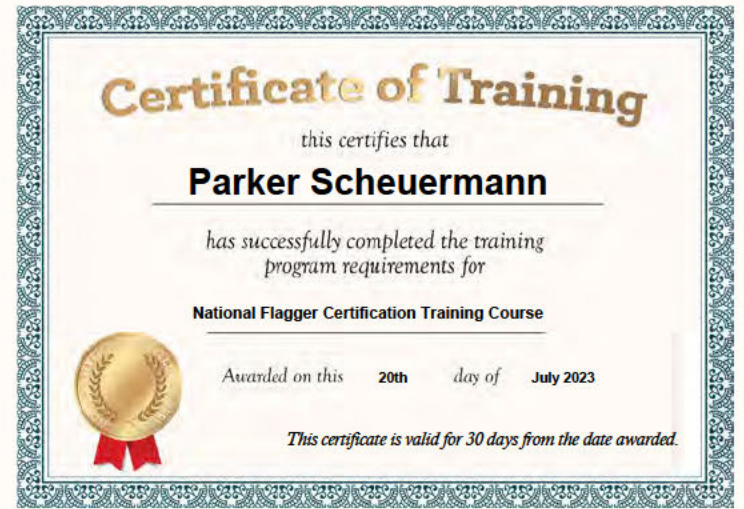 Certificate of Training
this certifies that
Parker Scheuermann
has successfully completed the training
program requirements for
National Flagger Certification Training Course
Awarded on this 20th day of July 2023
This certificate is valid for 30 days from the date awarded.